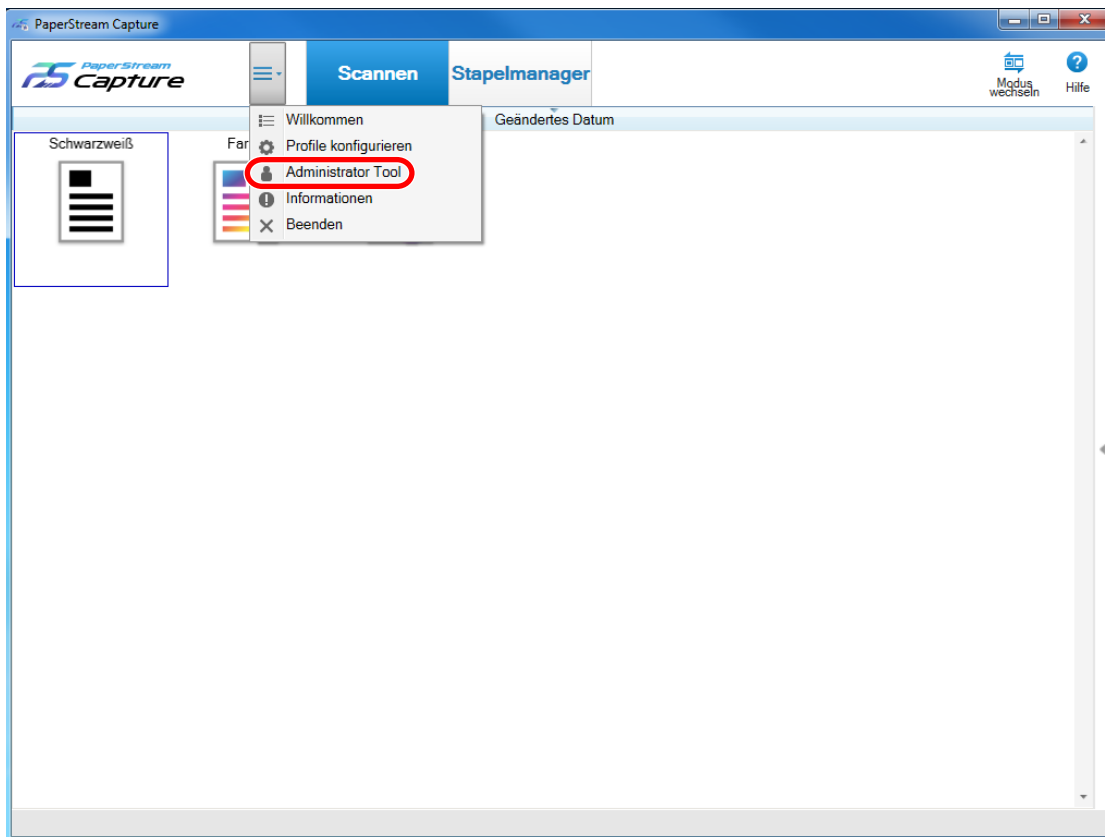 PaperStream Capture
PaperStream
Capture
Scannen
Stapelmanager
Modus
wechseln
Hilfe
Geändertes Datum
Willkommen
Profile konfigurieren
Administrator Tool
Informationen
Beenden
Schwarzweiß
Far